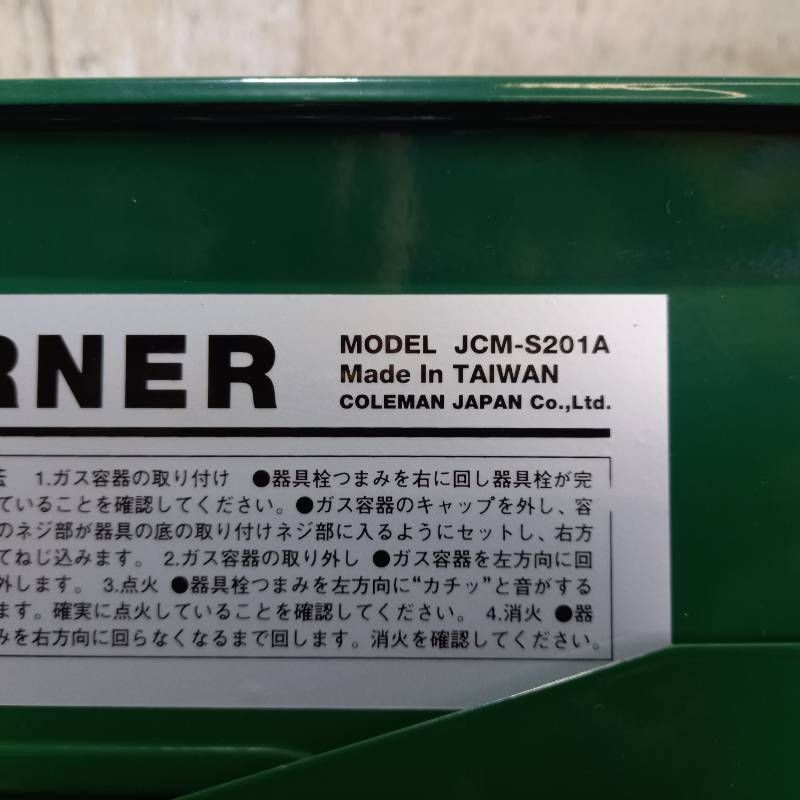 RNER
MODEL JCM-S201A
Made In TAIWAN
COLEMAN JAPAN Co.,Ltd.
1.ガス容器の取り付け ●器具栓つまみを右に回し器具栓が完
ていることを確認してください。●ガス容器のキャップを外し、容
のネジ部が器具の底の取り付けネジ部に入るようにセットし、右方
てねじ込みます。 2.ガス容器の取り外し ●ガス容器を左方向に回
外します。 3.点火 ●器具栓つまみを左方向に“カチッ”と音がする
ます。確実に点火していることを確認してください。 4.消火 ●器
みを右方向に回らなくなるまで回します。消火を確認してください。